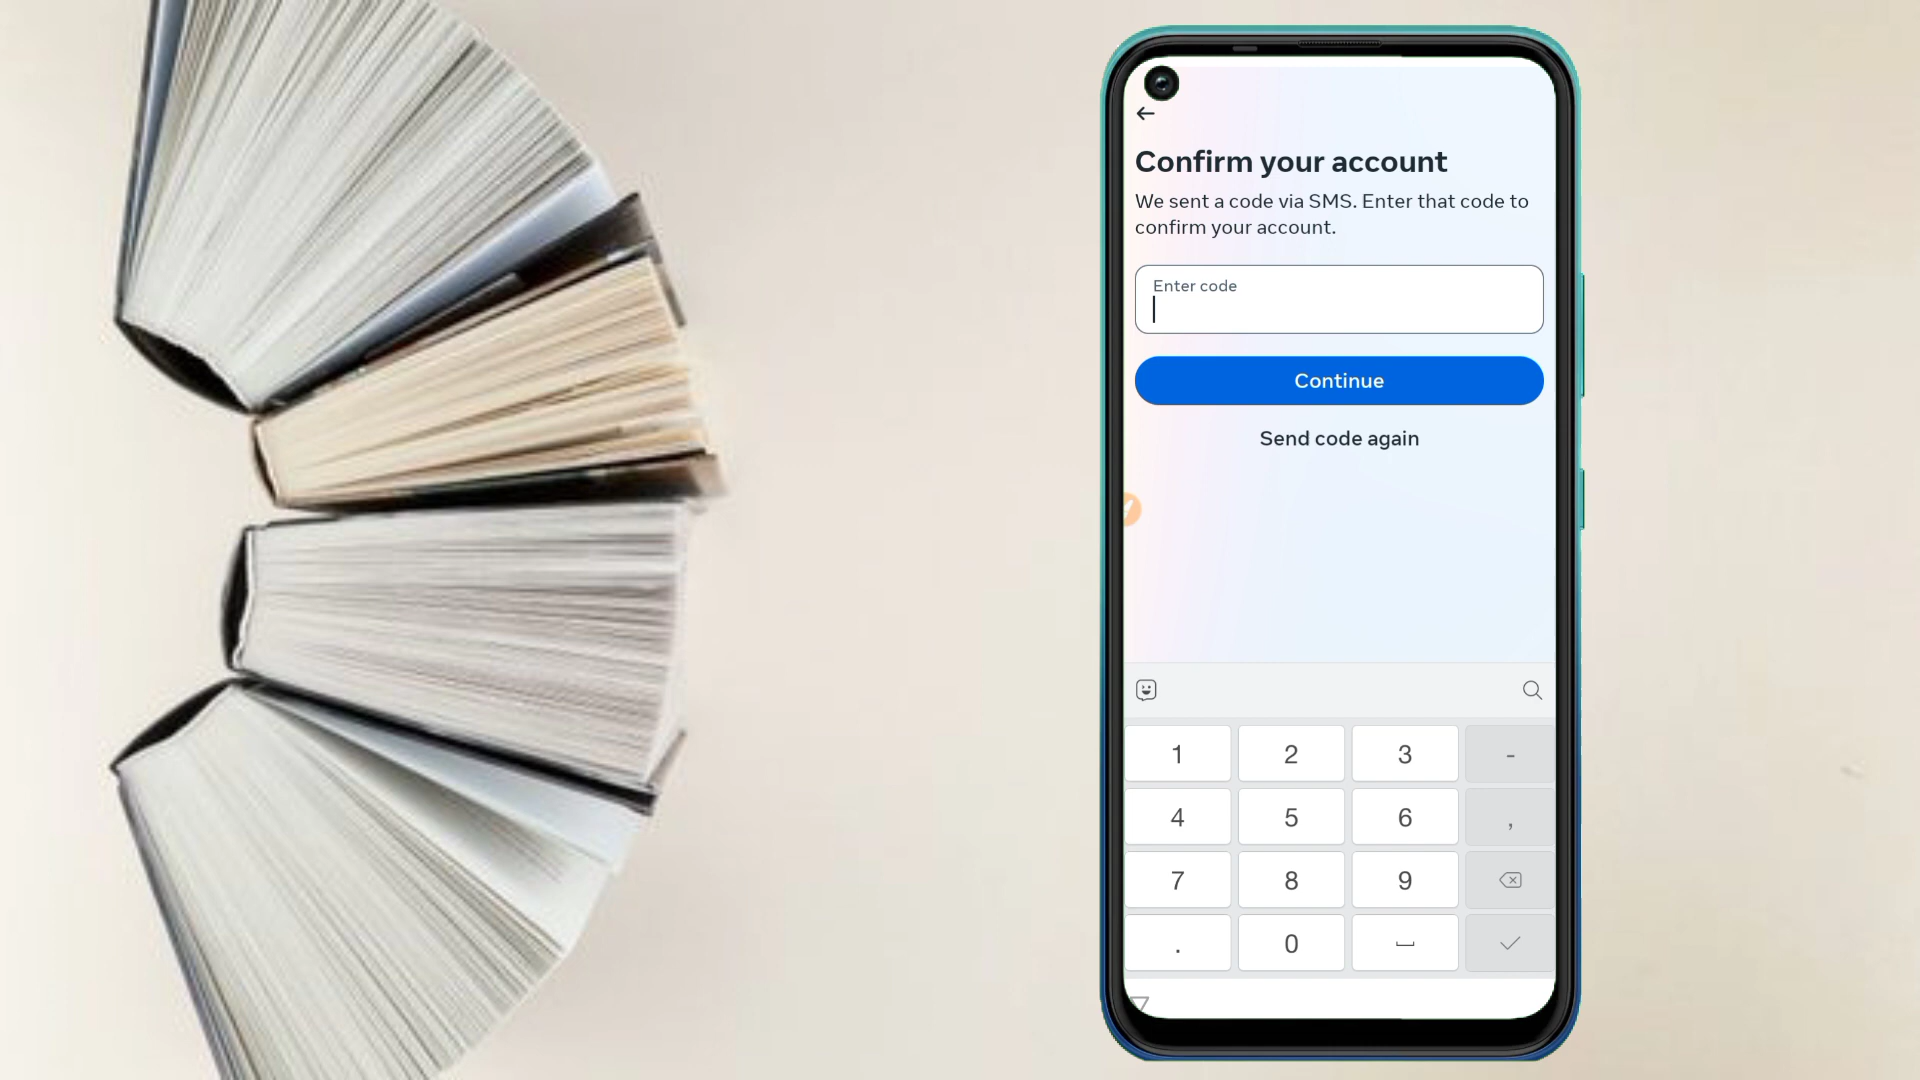 Confirm your account
We sent a code via SMS. Enter that code to
confirm your account.
Enter code
Continue
Send code again
1 2 3 -
4 5 6 ,
7 8 9
. 0